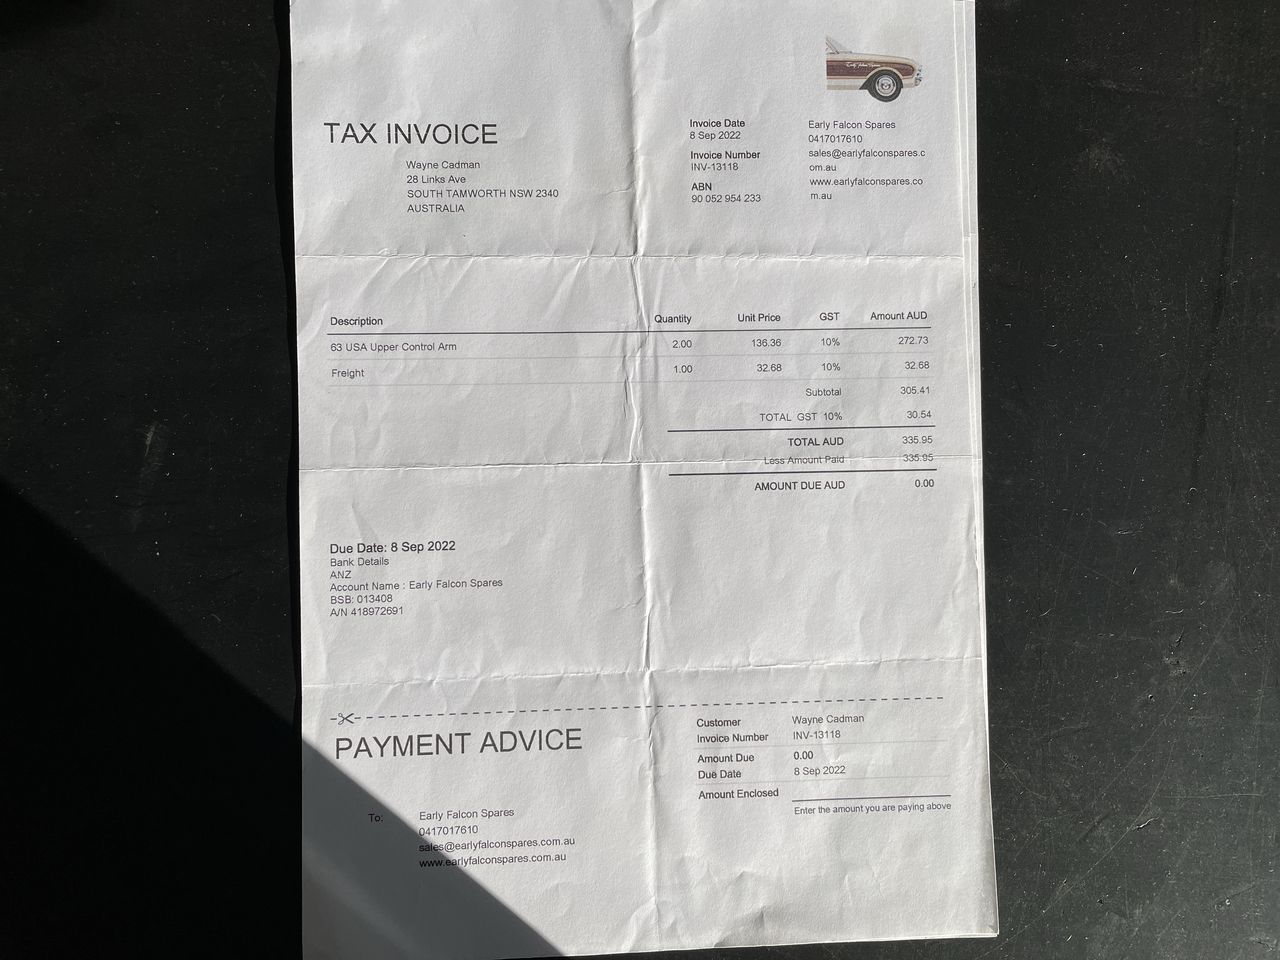 Early Falcon Spares
TAX INVOICE
Wayne Cadman
28 Links Ave
SOUTH TAMWORTH NSW 2340
AUSTRALIA
Invoice Date
8 Sep 2022
Invoice Number
INV-13118
ABN
90 052 954 233
Early Falcon Spares
0417017610
sales@earlyfalconspares.c
om.au
www.earlyfalconspares.co
m.au
Description Quantity Unit Price GST Amount AUD
63 USA Upper Control Arm 2.00 136.36 10% 272.73
Freight 1.00 32.68 10% 32.68
Subtotal 305.41
TOTAL GST 10% 30.54
TOTAL AUD 335.95
Less Amount Paid 335.95
AMOUNT DUE AUD 0.00
Due Date: 8 Sep 2022
Bank Details
ANZ
Account Name : Early Falcon Spares
BSB: 013408
A/N 418972691
PAYMENT ADVICE
To:
Early Falcon Spares
0417017610
sales@earlyfalconspares.com.au
www.earlyfalconspares.com.au
Customer Wayne Cadman
Invoice Number INV-13118
Amount Due 0.00
Due Date 8 Sep 2022
Amount Enclosed
Enter the amount you are paying above